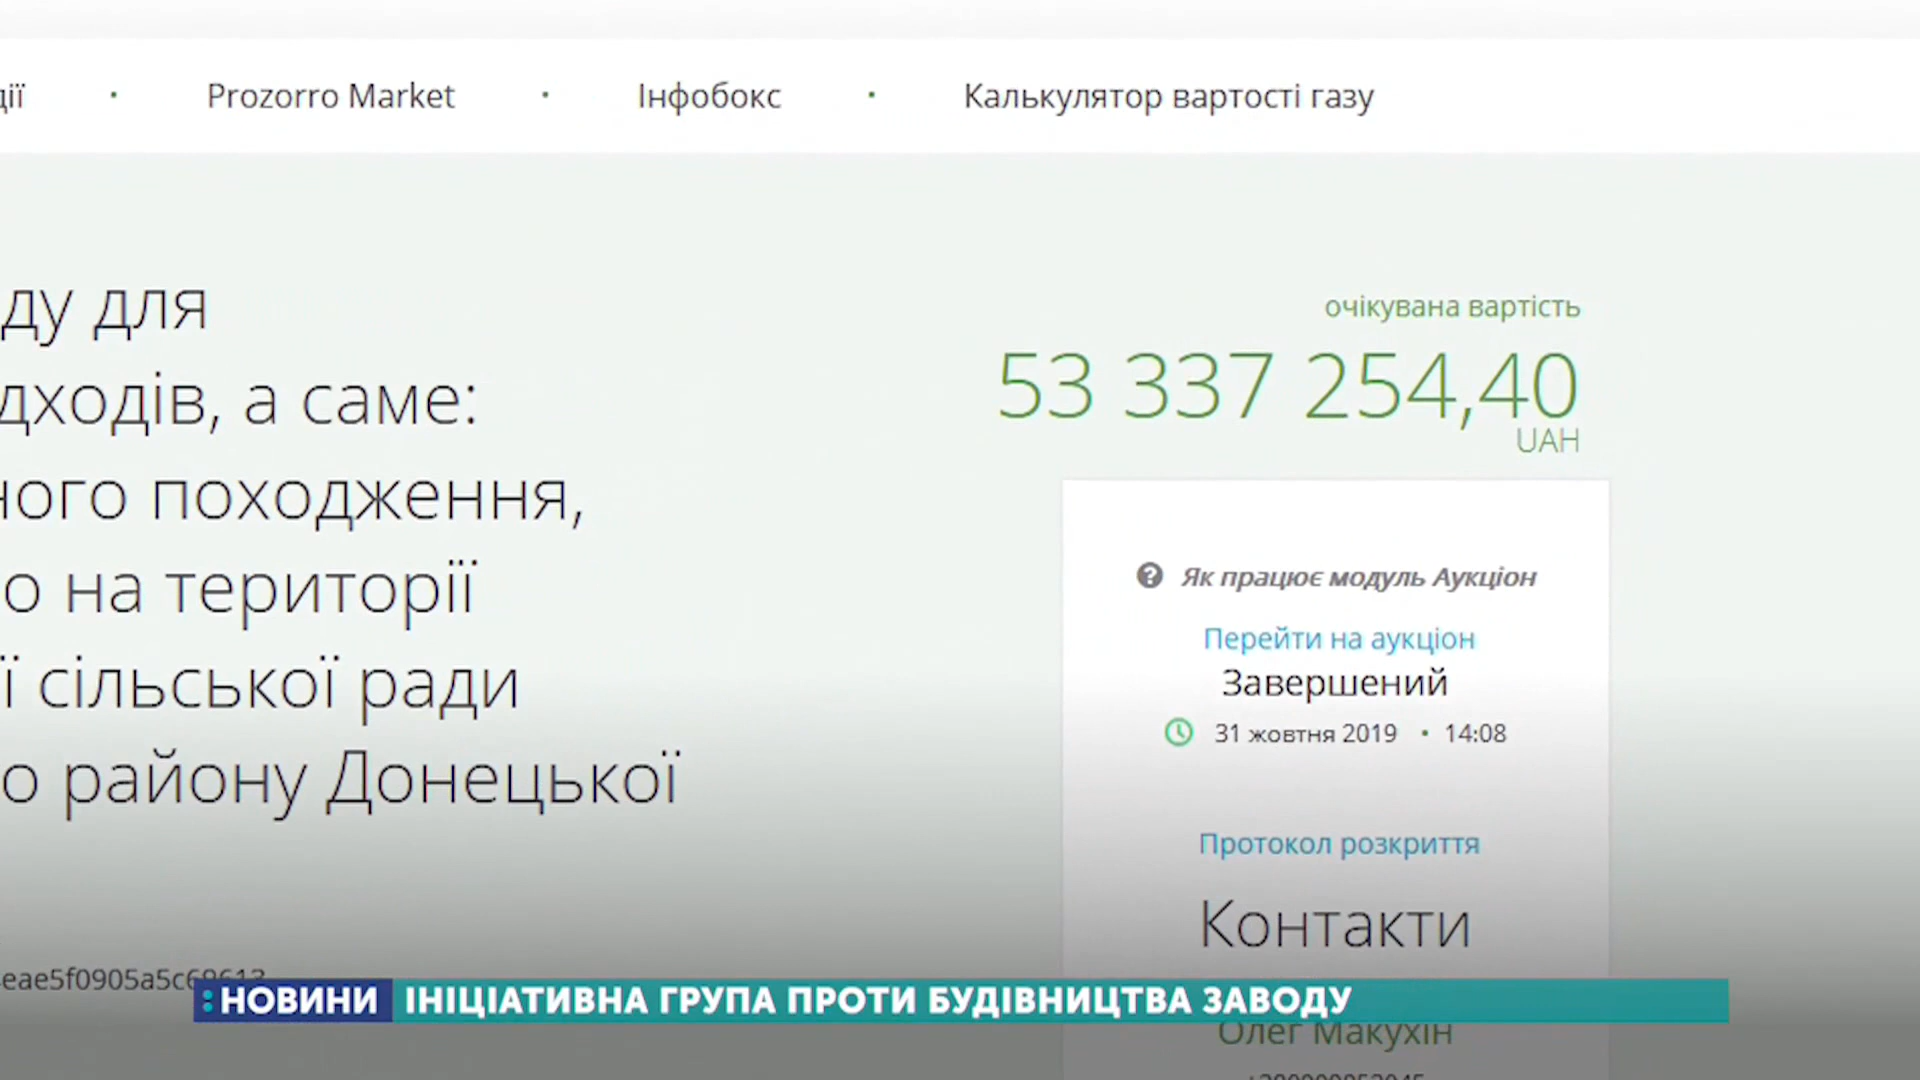 дії • Prozorro Market • Інфобокс • Калькулятор вартості газу
ду для
дходів, а саме:
ного походження,
о на території
ї сільської ради
о району Донецької
очікувана вартість
53 337 254,40
UAH
Як працює модуль Аукціон
Перейти на аукціон
Завершений
31 жовтня 2019 • 14:08
Протокол розкриття
Контакти
eae5f0905a5c69613
НОВИНИ ІНІЦІАТИВНА ГРУПА ПРОТИ БУДІВНИЦТВА ЗАВОДУ
Олег Макухін